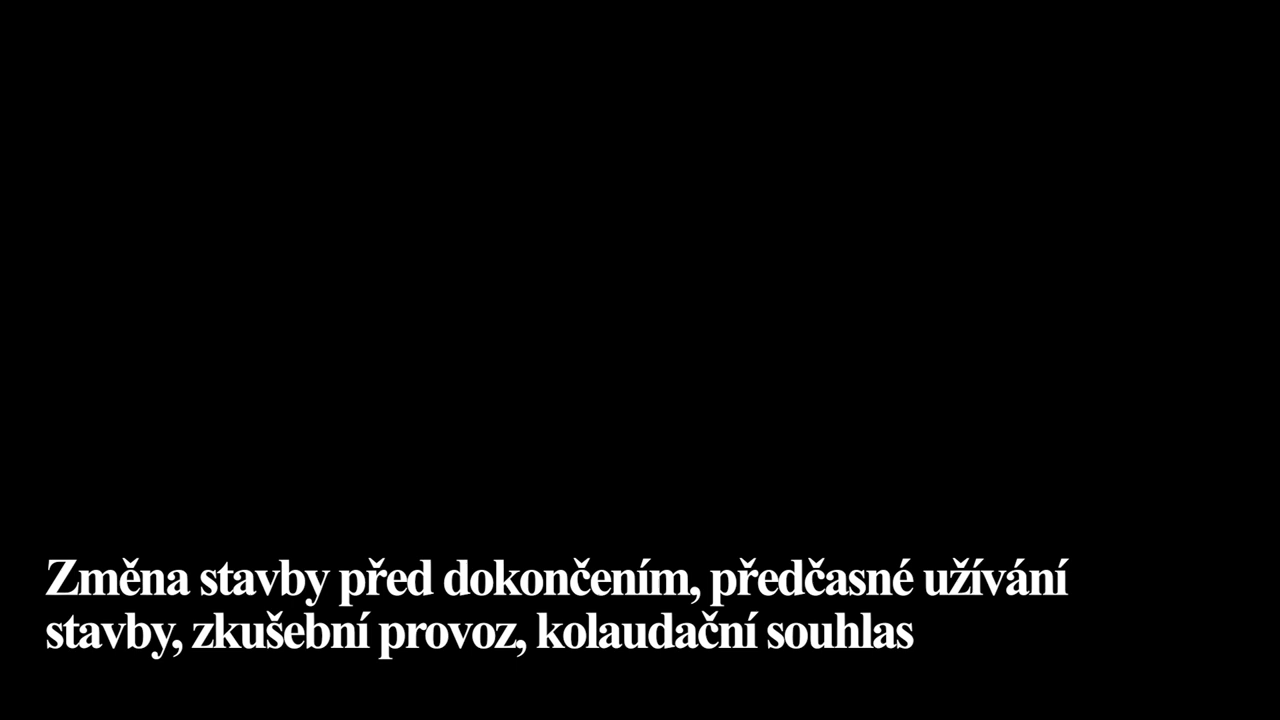 Změna stavby před dokončením, předčasné užívání
stavby, zkušební provoz, kolaudační souhlas